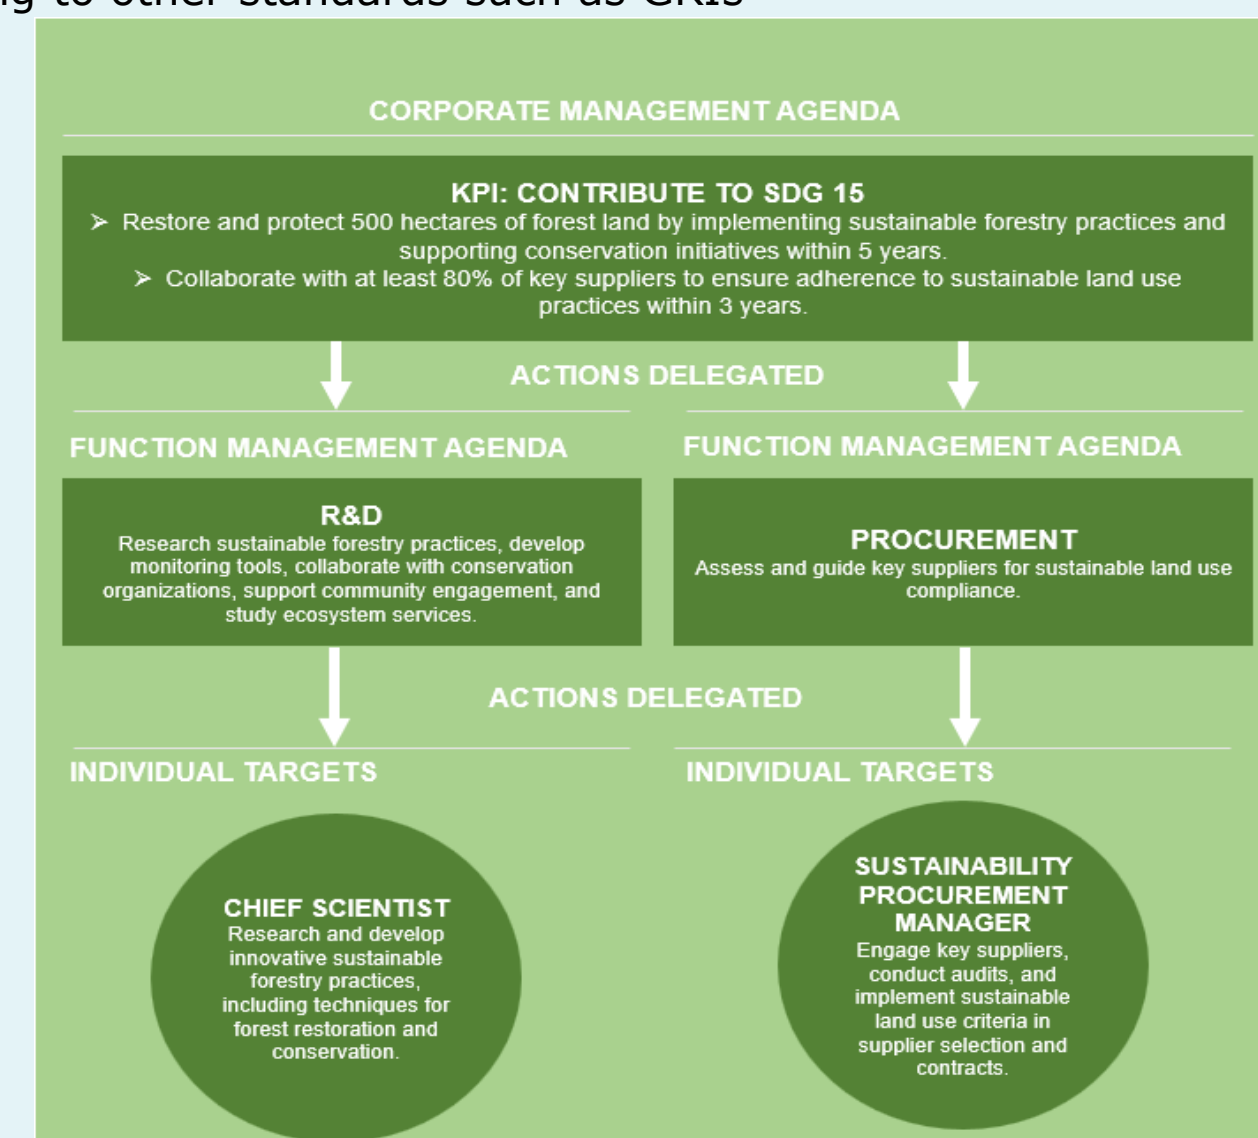 to other standards such as GRIs
CORPORATE MANAGEMENT AGENDA
KPI: CONTRIBUTE TO SDG 15
➢ Restore and protect 500 hectares of forest land by implementing sustainable forestry practices and
supporting conservation initiatives within 5 years.
➢ Collaborate with at least 80% of key suppliers to ensure adherence to sustainable land use
practices within 3 years.
ACTIONS DELEGATED
FUNCTION MANAGEMENT AGENDA
R&D
Research sustainable forestry practices, develop
monitoring tools, collaborate with conservation
organizations, support community engagement, and
study ecosystem services.
FUNCTION MANAGEMENT AGENDA
PROCUREMENT
Assess and guide key suppliers for sustainable land use
compliance.
ACTIONS DELEGATED
INDIVIDUAL TARGETS
CHIEF SCIENTIST
Research and develop
innovative sustainable
forestry practices,
including techniques for
forest restoration and
conservation.
INDIVIDUAL TARGETS
SUSTAINABILITY
PROCUREMENT
MANAGER
Engage key suppliers,
conduct audits, and
implement sustainable
land use criteria in
supplier selection and
contracts.